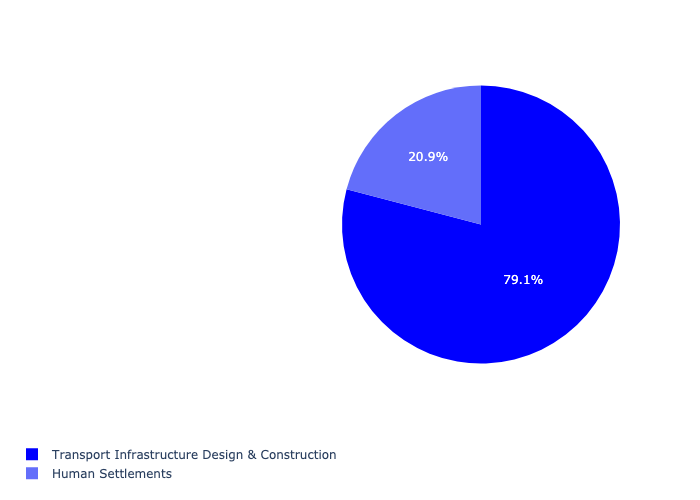 20.9%
79.1%
Transport Infrastructure Design & Construction
Human Settlements